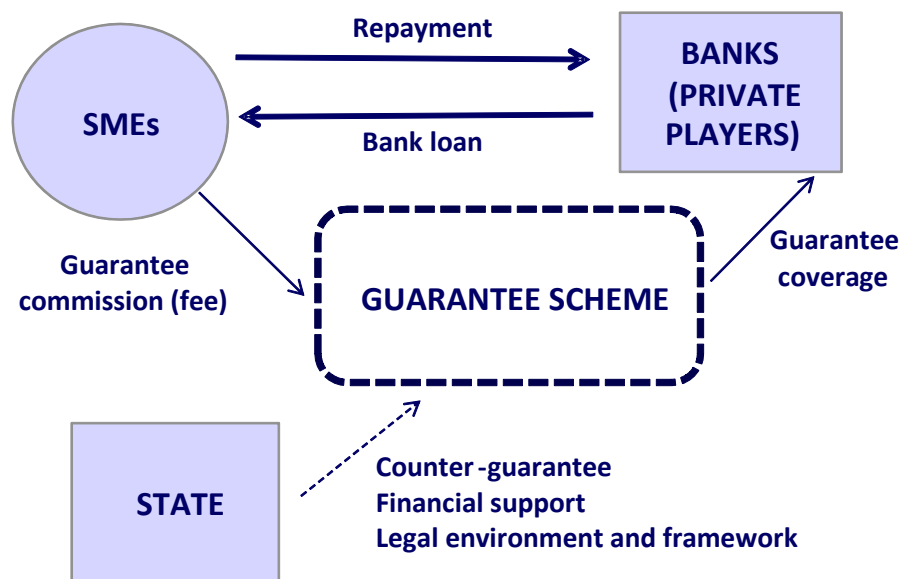 Repayment
BANKS
(PRIVATE
PLAYERS)
SMEs
Bank loan
Guarantee
commission (fee)
GUARANTEE SCHEME
Guarantee
coverage
STATE
Counter-guarantee
Financial support
Legal environment and framework